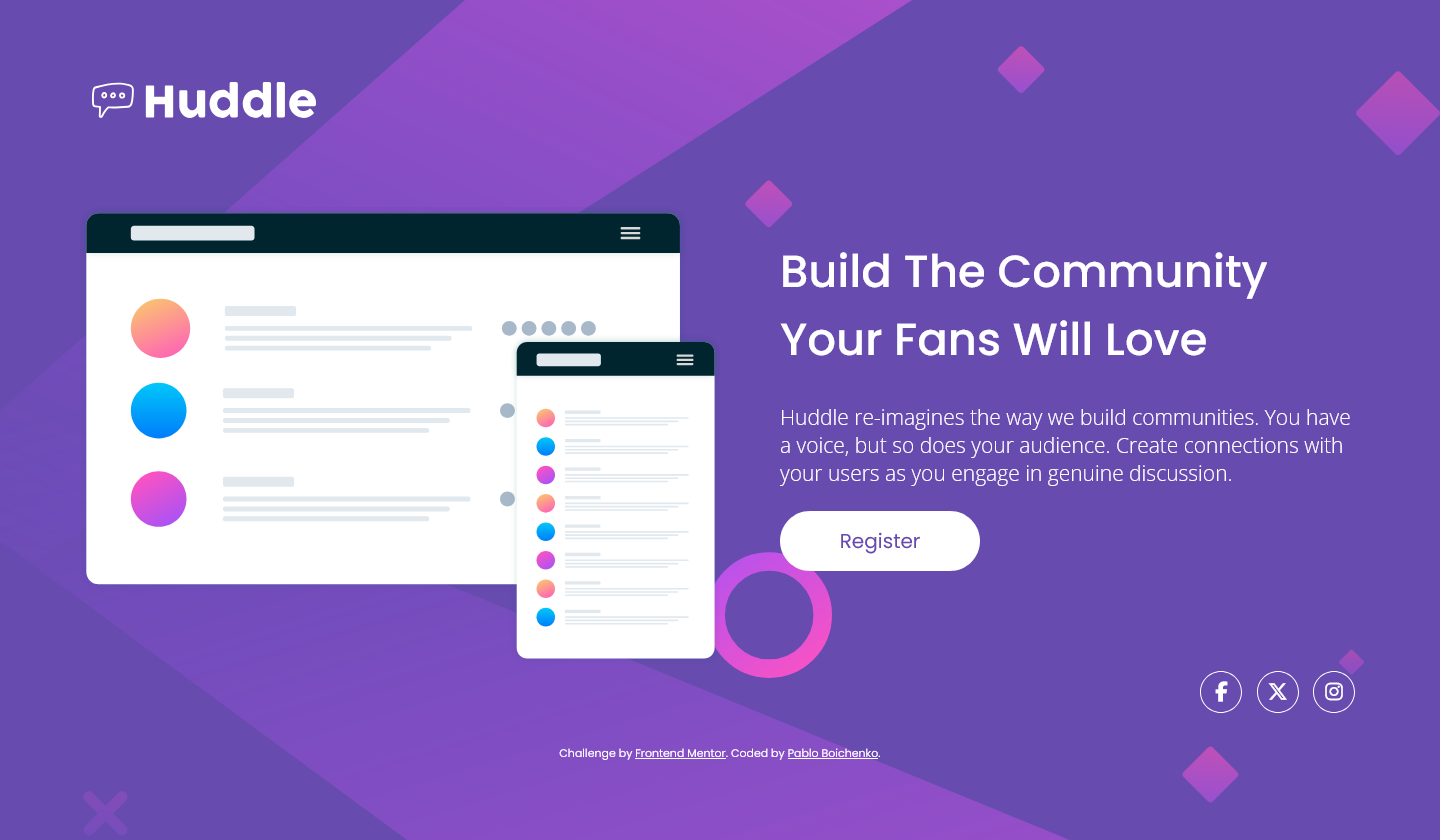 Huddle
Build The Community
Your Fans Will Love
Huddle re-imagines the way we build communities. You have
a voice, but so does your audience. Create connections with
your users as you engage in genuine discussion.
Register
Challenge by Frontend Mentor. Coded by Pablo Boichenko.